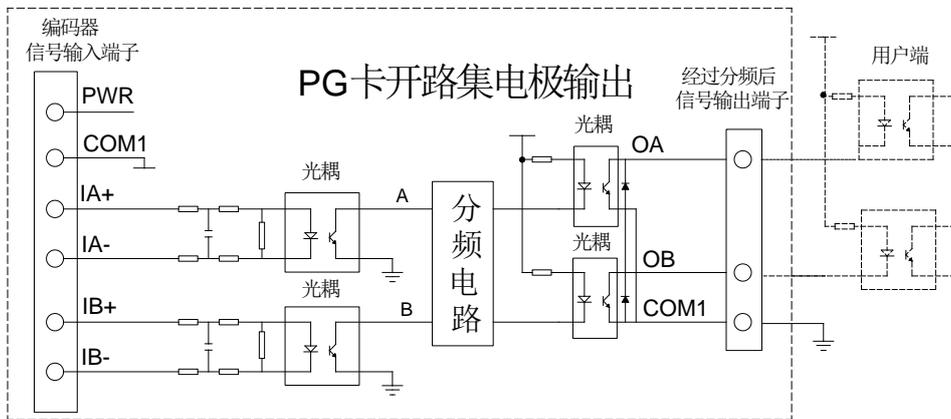 编码器
信号输入端子
PWR
COM1
IA+
IA-
IB+
IB-
PG卡开路集电极输出
光耦
光耦
A
B
分频电路
光耦
光耦
OA
OB
COM1
经过分频后
信号输出端子
用户端